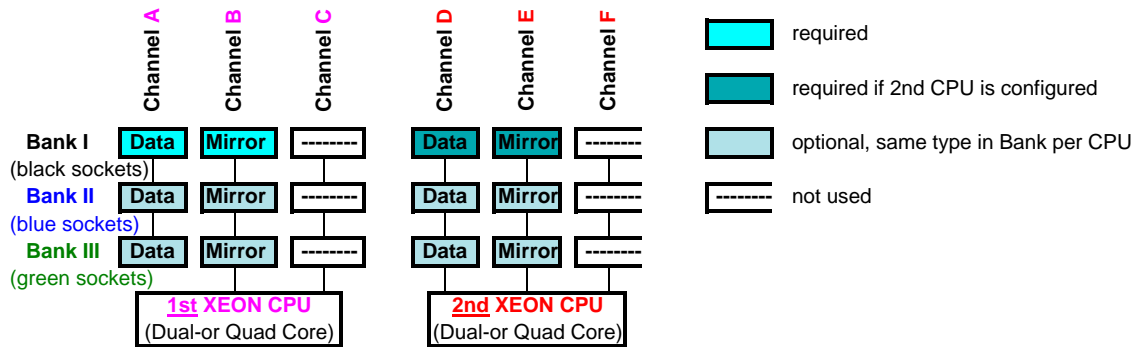 Channel A
Channel B
Channel C
Channel D
Channel E
Channel F
required
required if 2nd CPU is configured
optional, same type in Bank per CPU
-------- not used
Bank I Data Mirror -------- Data Mirror --------
(black sockets)
Bank II Data Mirror -------- Data Mirror --------
(blue sockets)
Bank III Data Mirror -------- Data Mirror --------
(green sockets)
1st XEON CPU
(Dual-or Quad Core)
2nd XEON CPU
(Dual-or Quad Core)